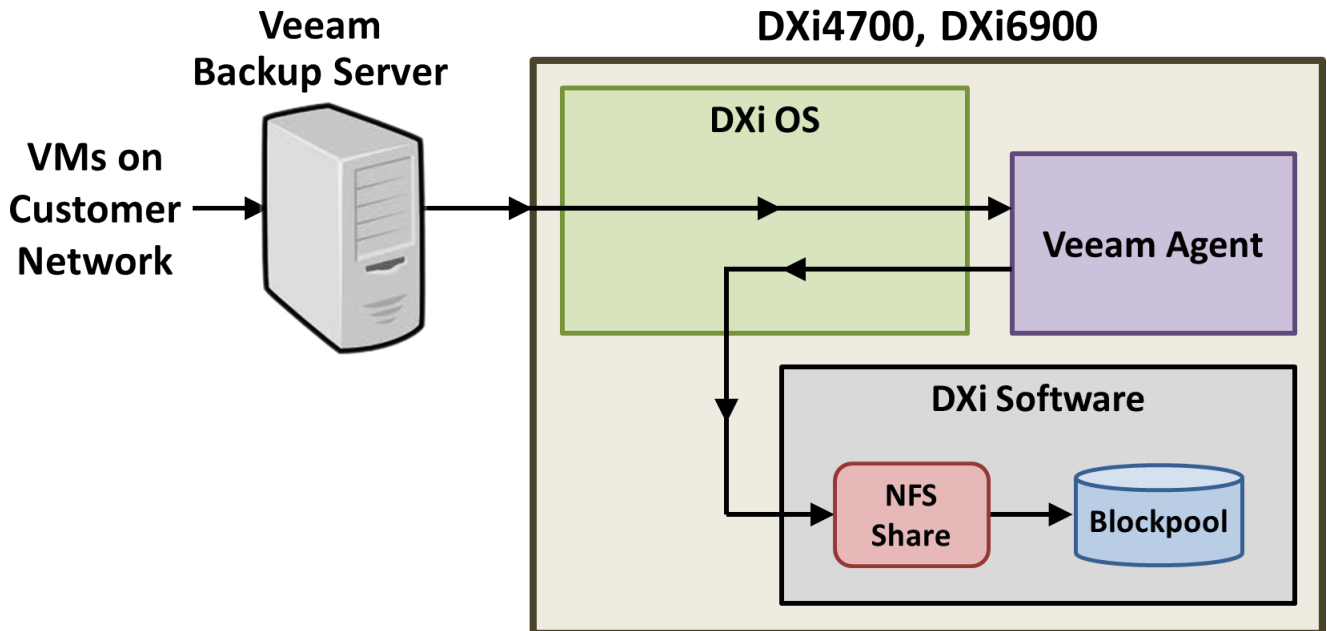 Veeam
Backup Server
DXi4700, DXi6900
DXi OS
VMs on
Customer
Network
Veeam Agent
DXi Software
NFS
Share
Blockpool